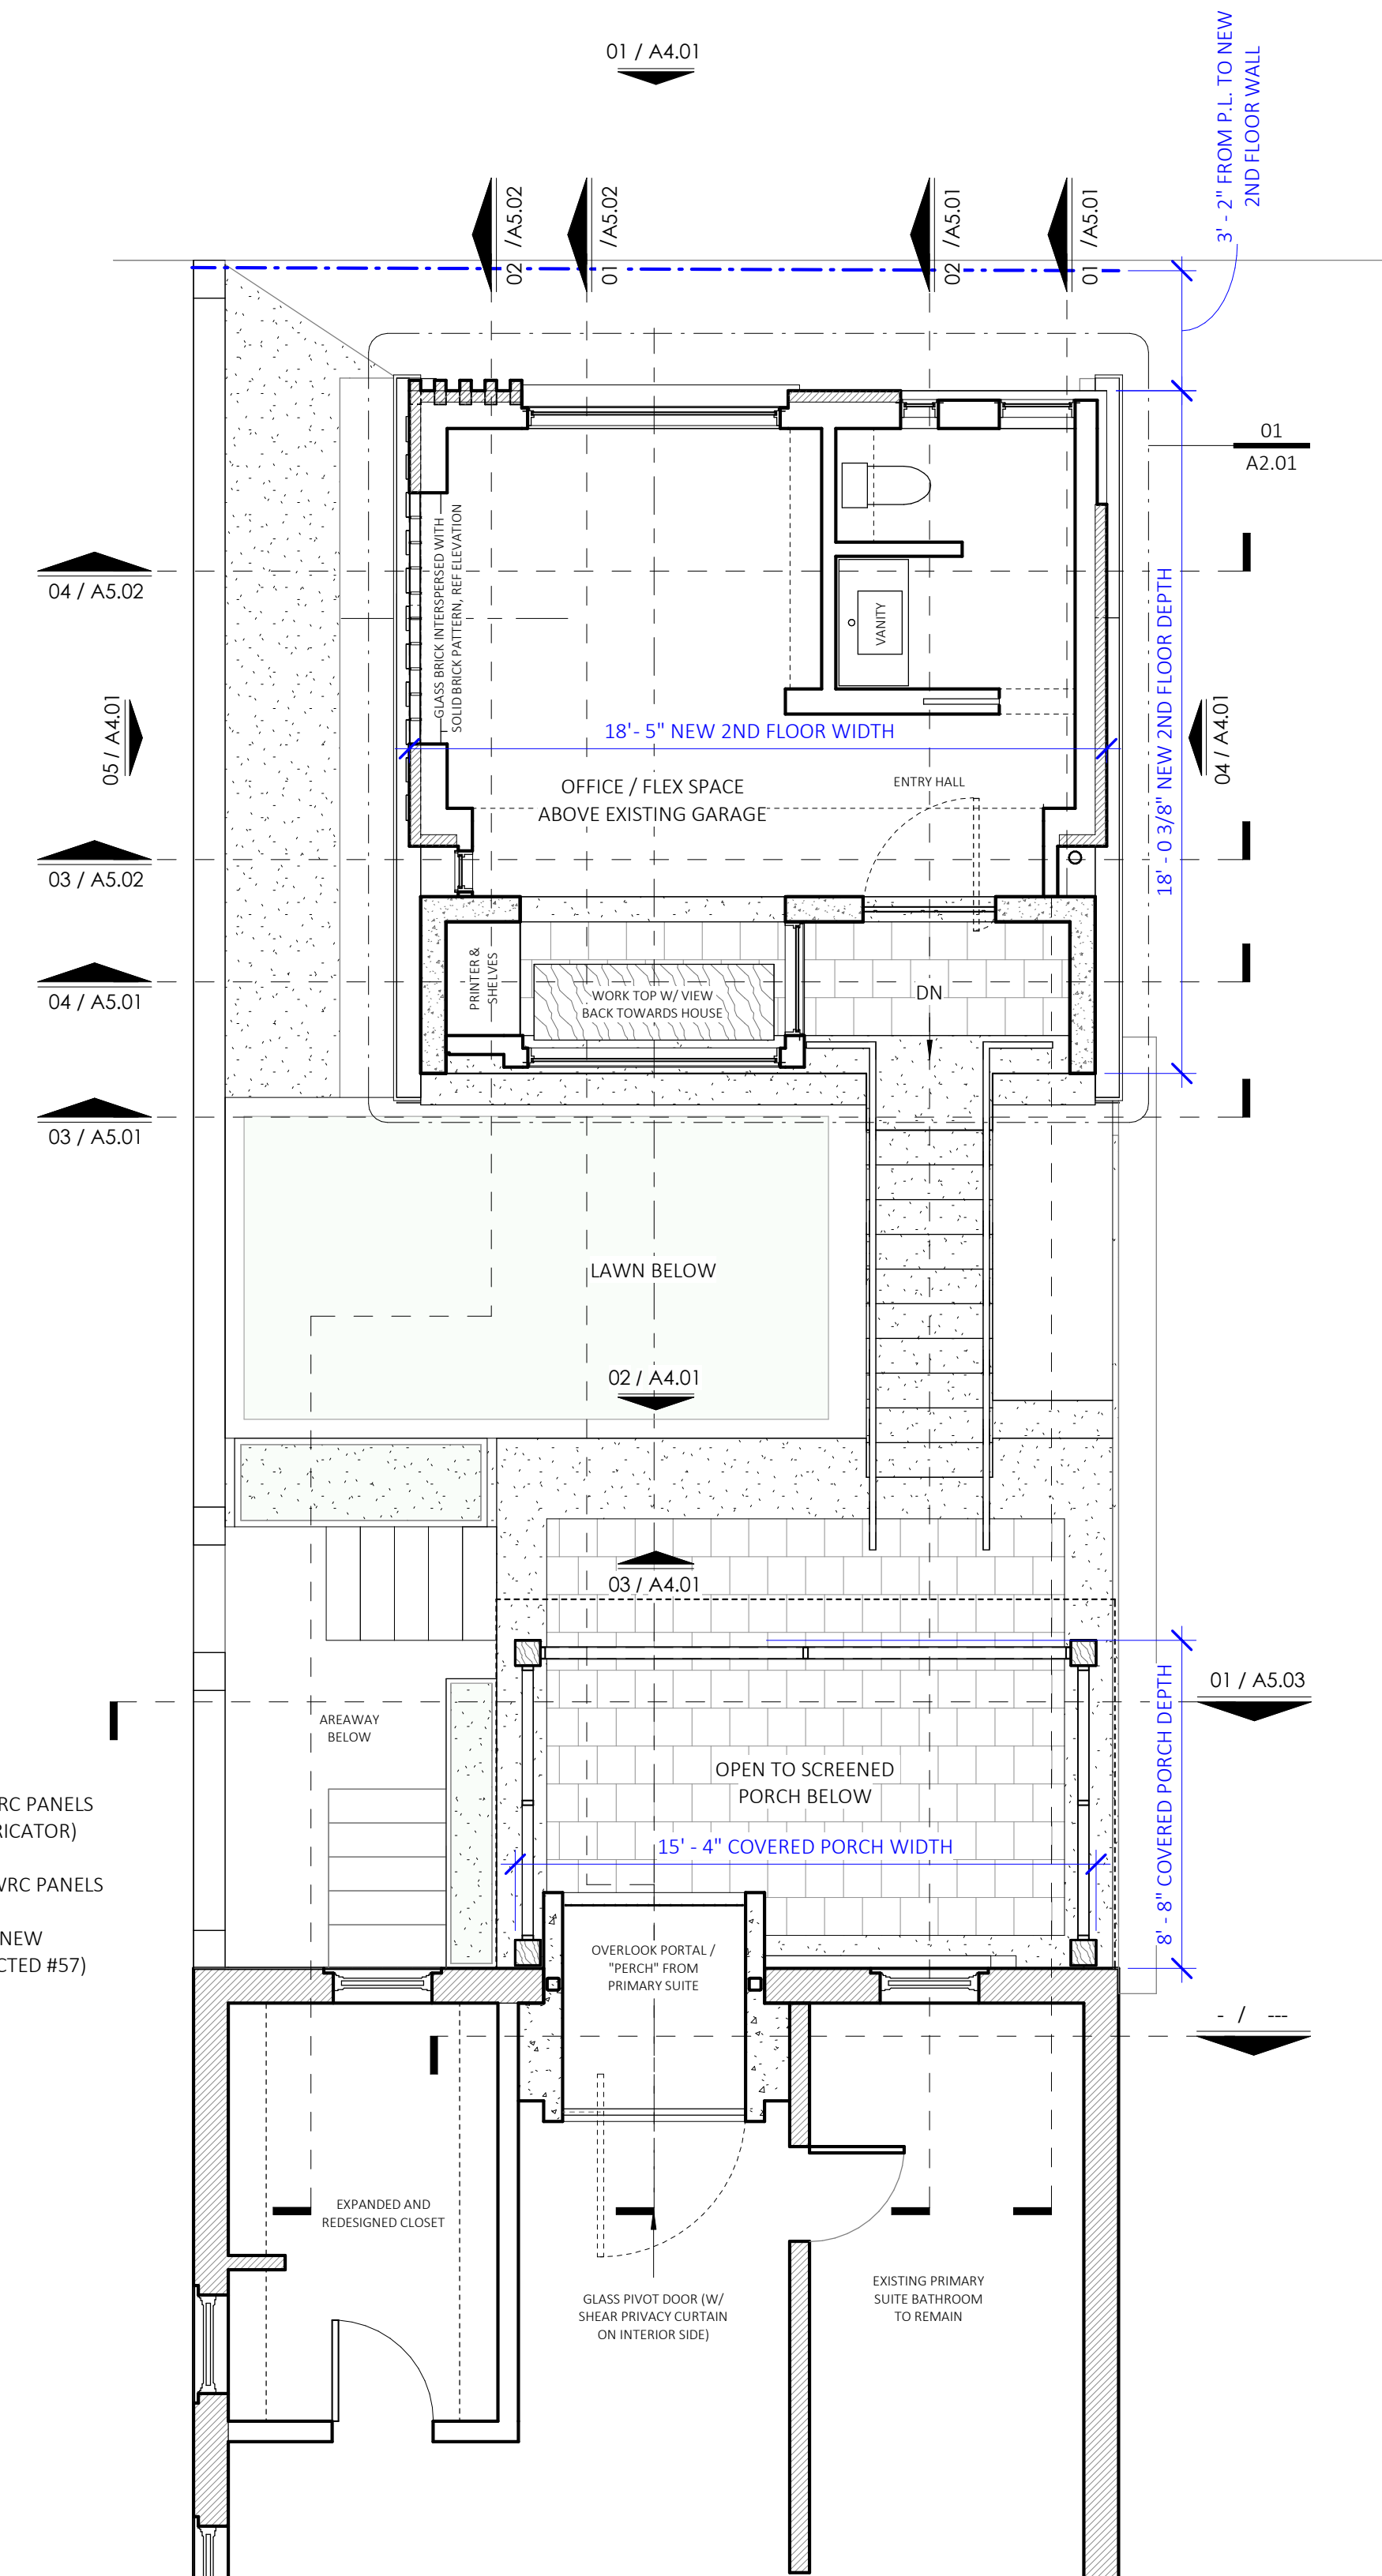 01 / A4.01
3' - 2" FROM P.L. TO NEW
2ND FLOOR WALL
02 /A5.02
01 /A5.02
02 /A5.01
01 /A5.01
01
A2.01
04 / A5.02
GLASS BRICK INTERSPERSED WITH
SOLID BRICK PATTERN, REF ELEVATION
VANITY
18' - 0 3/8" NEW 2ND FLOOR DEPTH
05 / A4.01
04 / A4.01
18'- 5" NEW 2ND FLOOR WIDTH
OFFICE / FLEX SPACE
ABOVE EXISTING GARAGE
ENTRY HALL
03 / A5.02
PRINTER &
SHELVES
WORK TOP W/ VIEW
BACK TOWARDS HOUSE
DN
04 / A5.01
03 / A5.01
LAWN BELOW
02 / A4.01
03 / A4.01
01 / A5.03
AREAWAY
BELOW
OPEN TO SCREENED
PORCH BELOW
8' - 8" COVERED PORCH DEPTH
RC PANELS
RICATOR)
15' - 4" COVERED PORCH WIDTH
VRC PANELS
NEW
CTED #57)
OVERLOOK PORTAL /
"PERCH" FROM
PRIMARY SUITE
- / ---
EXPANDED AND
REDESIGNED CLOSET
GLASS PIVOT DOOR (W/
SHEAR PRIVACY CURTAIN
ON INTERIOR SIDE)
EXISTING PRIMARY
SUITE BATHROOM
TO REMAIN